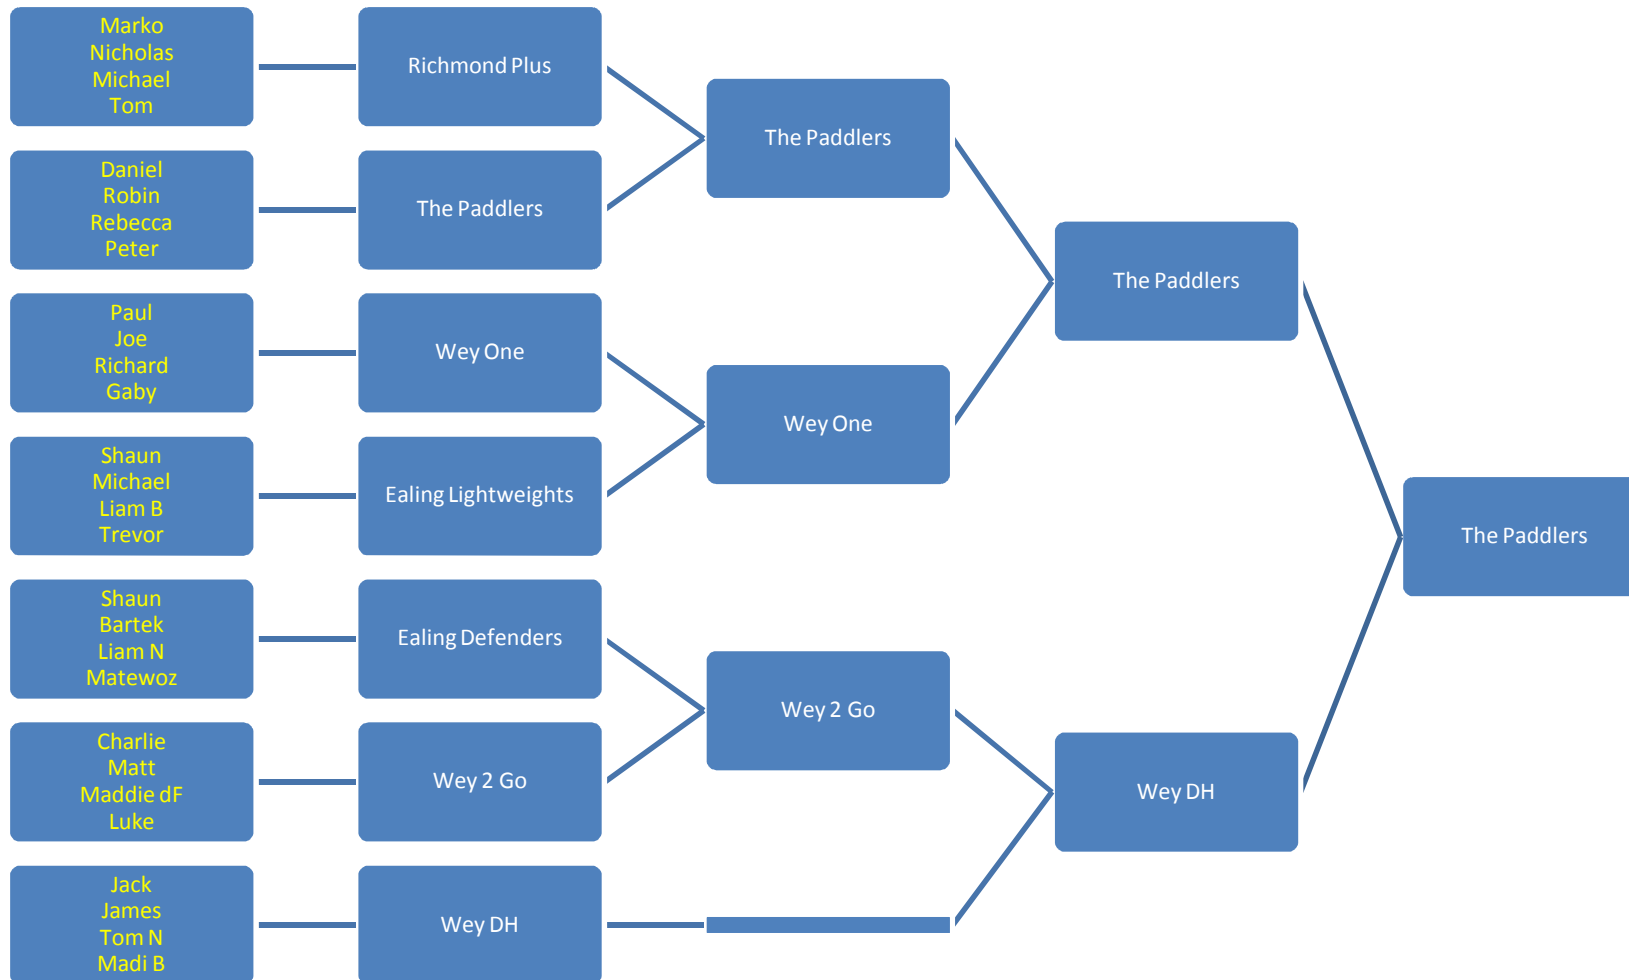 Marko
Nicholas
Michael
Tom
Richmond Plus
The Paddlers
Daniel
Robin
Rebecca
Peter
The Paddlers
The Paddlers
Paul
Joe
Richard
Gaby
Wey One
Wey One
Shaun
Michael
Liam B
Trevor
Ealing Lightweights
The Paddlers
Shaun
Bartek
Liam N
Matewoz
Ealing Defenders
Wey 2 Go
Charlie
Matt
Maddie dF
Luke
Wey 2 Go
Wey DH
Jack
James
Tom N
Madi B
Wey DH